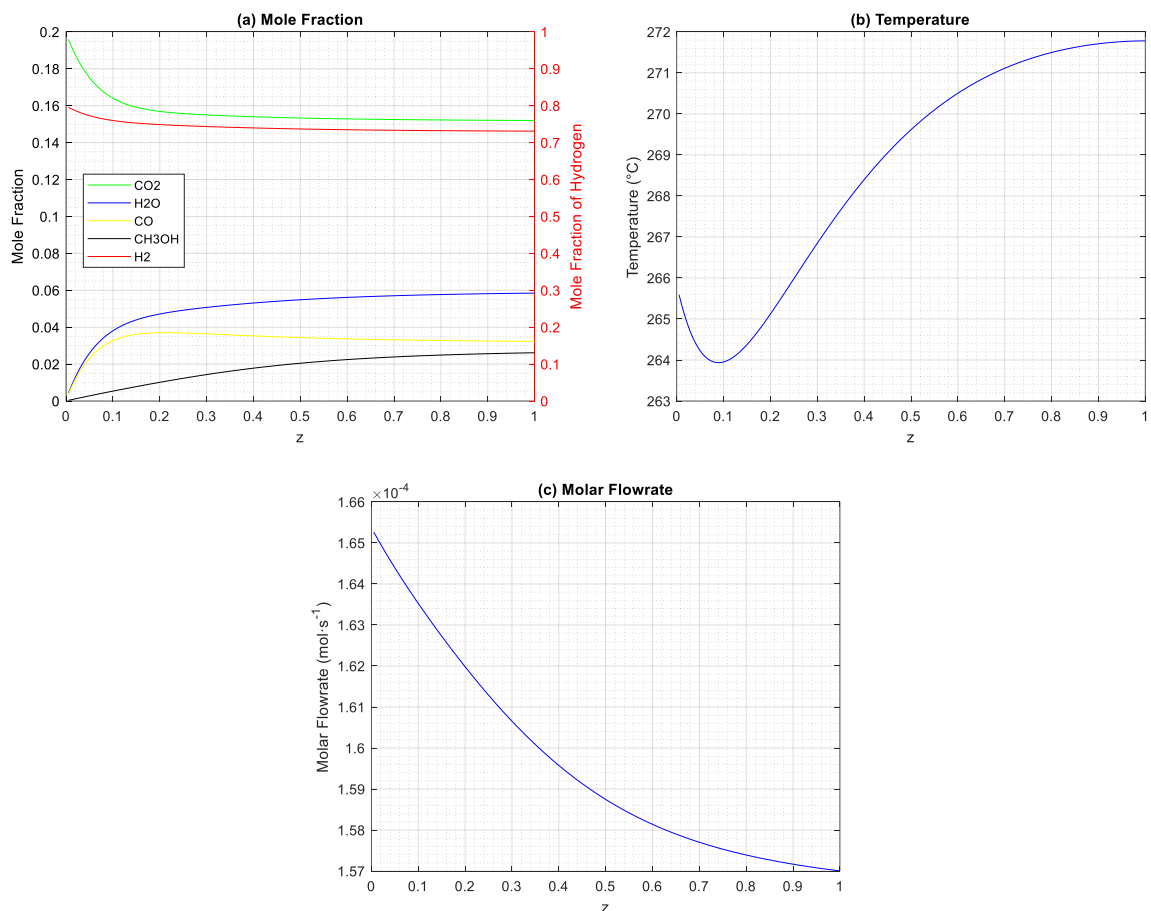 (a) Mole Fraction
0.2
0.18
0.16
0.14
0.12
0.1
0.08
0.06
0.04
0.02
0
Mole Fraction
1
0.9
0.8
0.7
0.6
0.5
0.4
0.3
0.2
0.1
0
Mole Fraction of Hydrogen
CO2
H2O
CO
CH3OH
H2
0 0.1 0.2 0.3 0.4 0.5 0.6 0.7 0.8 0.9 1
z
(b) Temperature
272
271
270
269
268
267
266
265
264
263
Temperature (°C)
0 0.1 0.2 0.3 0.4 0.5 0.6 0.7 0.8 0.9 1
z
(c) Molar Flowrate
×10⁻⁴
1.66
1.65
1.64
1.63
1.62
1.61
1.6
1.59
1.58
1.57
Molar Flowrate (mol·s⁻¹)
0 0.1 0.2 0.3 0.4 0.5 0.6 0.7 0.8 0.9 1
z